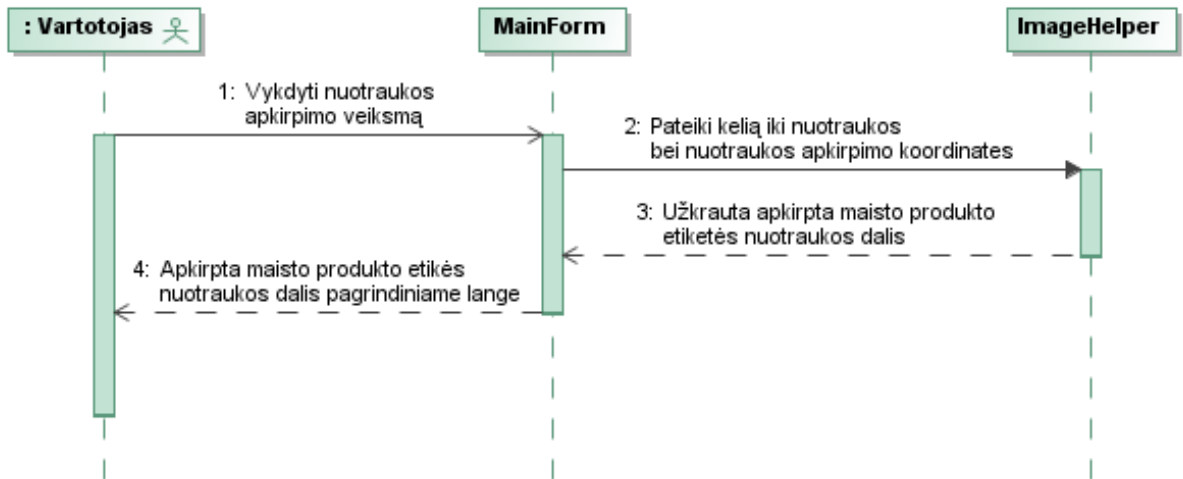 : Vartotojas
MainForm
ImageHelper
1: Vykdyti nuotraukos
apkirpimo veiksmą
2: Pateiki kelią iki nuotraukos
bei nuotraukos apkirpimo koordinates
3: Užkrauta apkirpta maisto produkto
etiketės nuotraukos dalis
4: Apkirpta maisto produkto etikės
nuotraukos dalis pagrindiniame lange